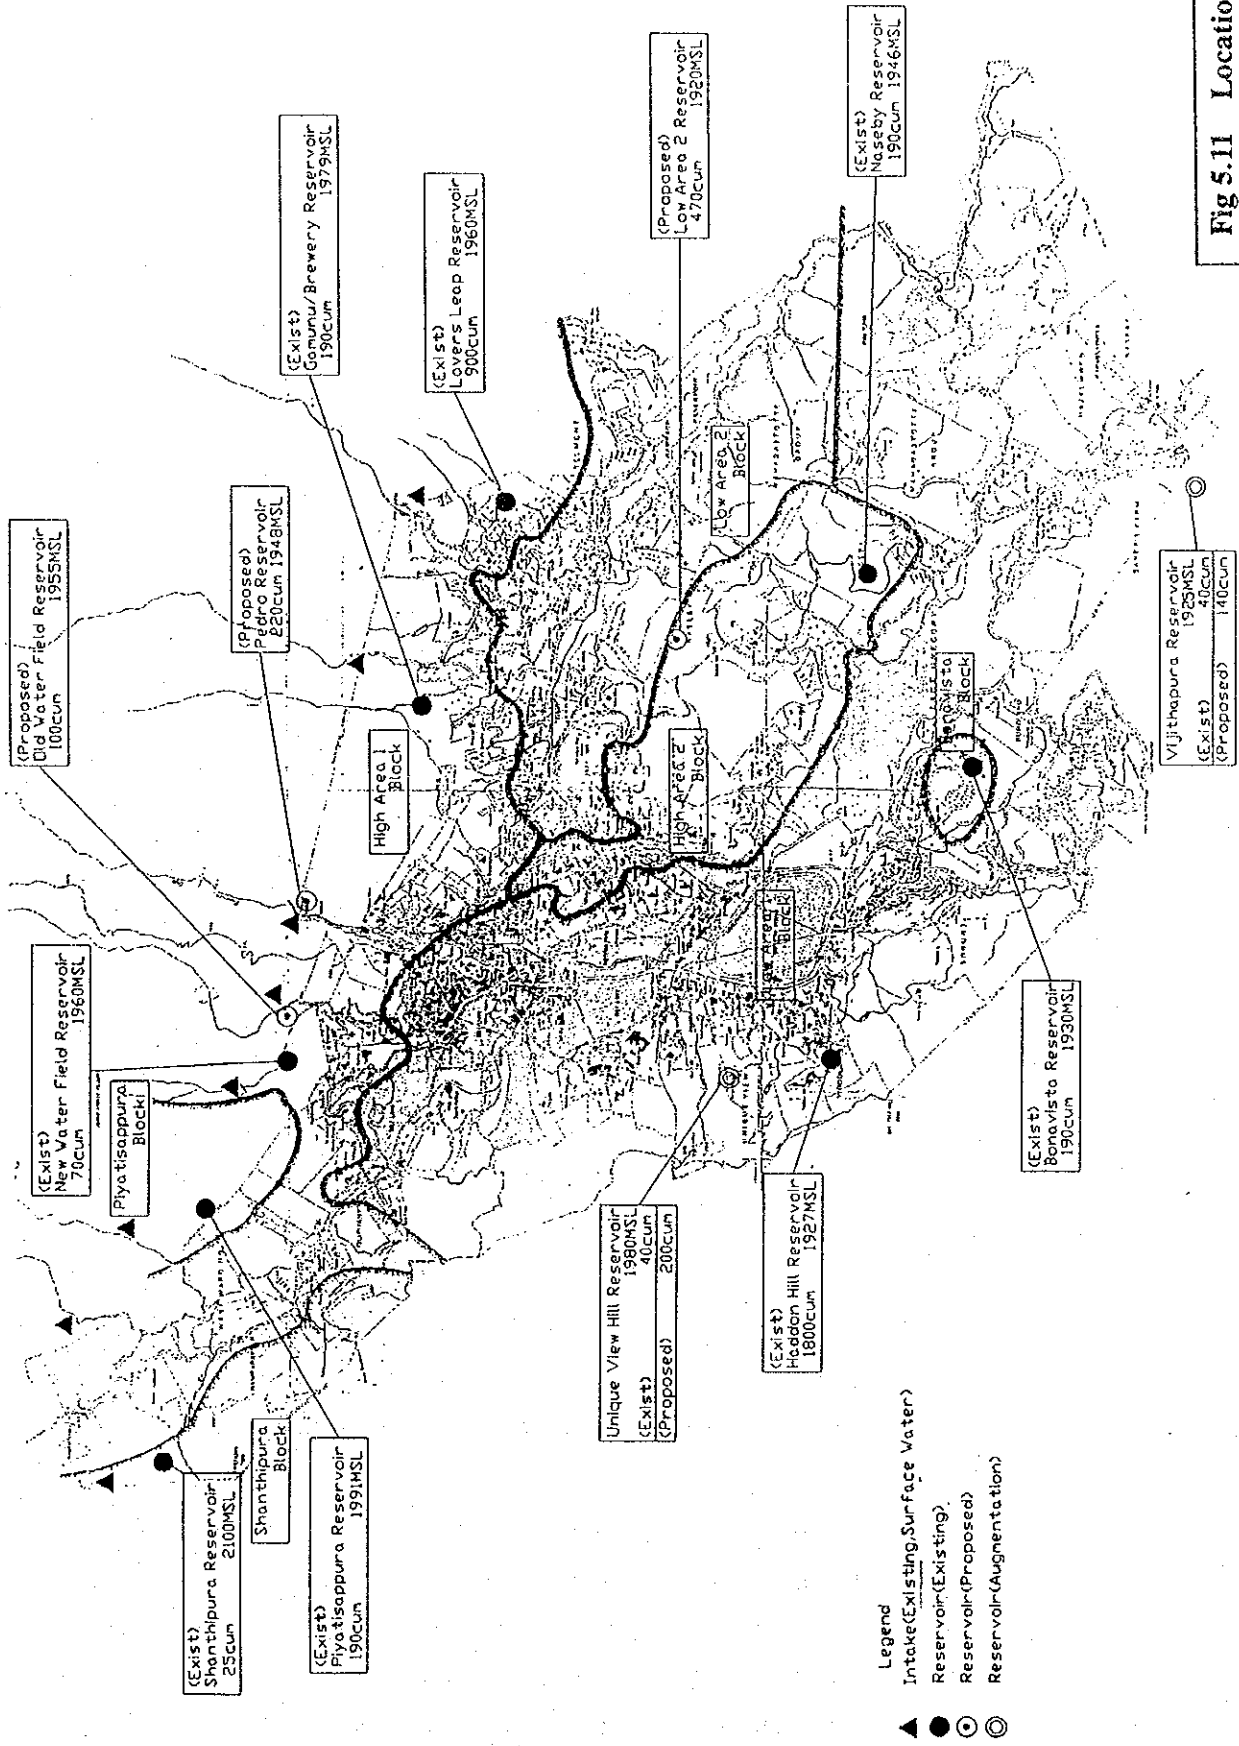 (Proposed)
Old Water Field Reservoir
100cum 1955MSL
(Exist)
New Water Field Reservoir
70cum 1960MSL
Piyatisappura
Block
(Exist)
Shanthipura Reservoir
25cum 2100MSL
Shanthipura
Block
(Exist)
Piyatisappura Reservoir
190cum 1991MSL
(Proposed)
Pedro Reservoir
220cum 1948MSL
(Exist)
Gamunu/Brewery Reservoir
190cum 1979MSL
(Exist)
Lovers Leap Reservoir
900cum 1960MSL
High Area 1
Block
(Proposed)
Low Area 2 Reservoir
470cum 1920MSL
(Exist)
Naseby Reservoir
190cum 1946MSL
Low Area 2
Block
High Area 2
Block
Low Area 1
Block
Bonavista
Block
Unique View Hill Reservoir
1980MSL
(Exist) 40cum
(Proposed) 200cum
(Exist)
Haddon Hill Reservoir
1800cum 1927MSL
(Exist)
Bonavista Reservoir
190cum 1930MSL
Vijithapura Reservoir
1925MSL
(Exist) 40cum
(Proposed) 140cum
Legend
Intake(Existing,Surface Water)
Reservoir(Existing)
Reservoir(Proposed)
Reservoir(Augmentation)
Fig 5.11 Locatio